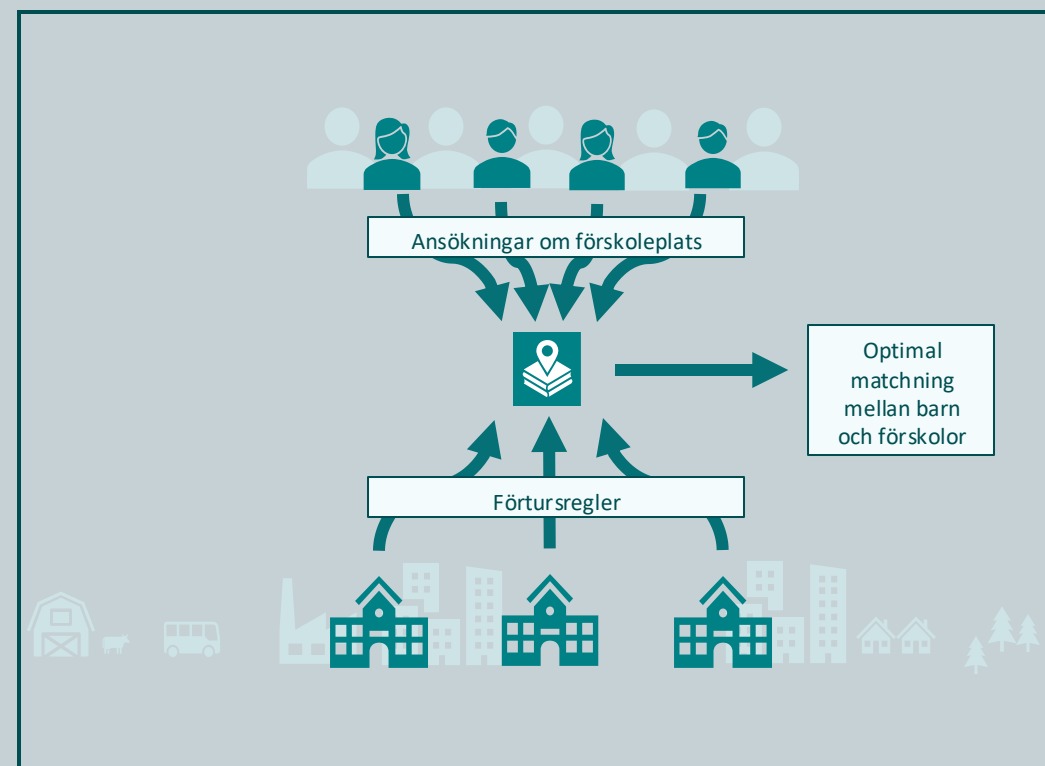 Ansökningar om förskoleplats
Optimal
matchning
mellan barn
och förskolor
Förtursregler